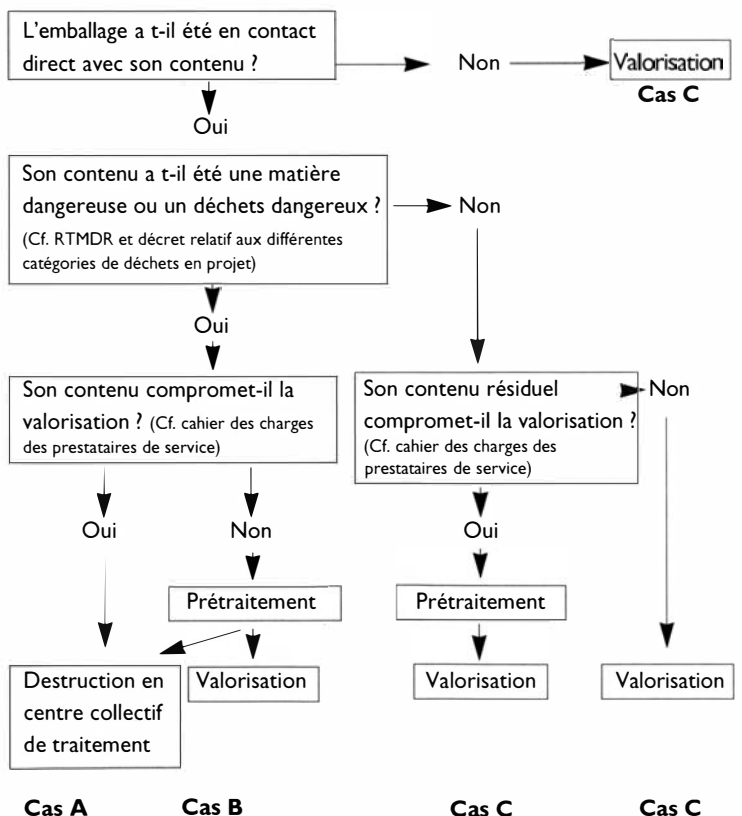 L'emballage a t-il été en contact
direct avec son contenu ?
Non
Valorisation
Cas C
Oui
Son contenu a t-il été une matière
dangereuse ou un déchets dangereux ?
(Cf. RTMDR et décret relatif aux différentes
catégories de déchets en projet)
Non
Oui
Son contenu compromet-il la
valorisation ? (Cf. cahier des charges
des prestataires de service)
Son contenu résiduel
compromet-il la valorisation ?
(Cf. cahier des charges des
prestataires de service)
Non
Oui
Non
Oui
Prétraitement
Prétraitement
Destruction en
centre collectif
de traitement
Valorisation
Valorisation
Valorisation
Cas A
Cas B
Cas C
Cas C